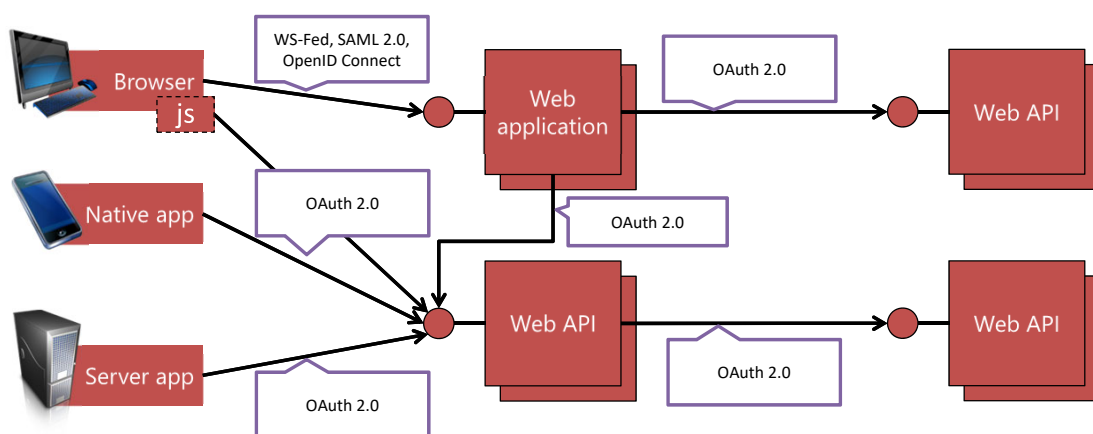 WS-Fed, SAML 2.0,
OpenID Connect
Browser
js
Web
application
OAuth 2.0
Web API
Native app
OAuth 2.0
OAuth 2.0
Web API
OAuth 2.0
Web API
Server app
OAuth 2.0